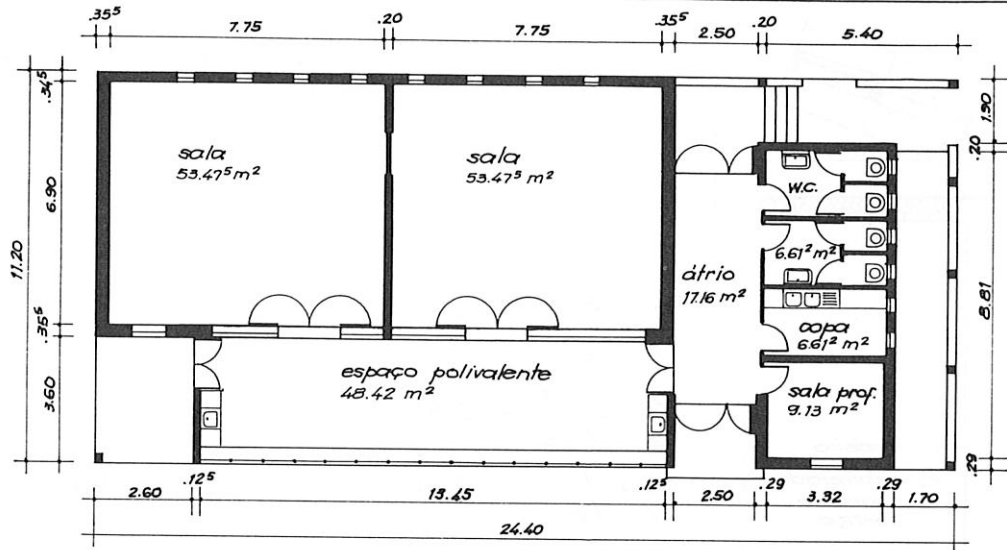 .35⁵ 7.75 .20 7.75 .35⁵ 2.50 .20 5.40
.34⁵
6.90
11.20
.35⁵
3.60
sala
53.47⁵ m²
sala
53.47⁵ m²
átrio
17.16 m²
W.C.
6.61² m²
copa
6.61² m²
sala prof.
9.13 m²
espaço polivalente
48.42 m²
1.90
.20
8.81
.29
2.60 .12⁵ 13.45 .12⁵ 2.50 .29 3.32 .29 1.70
24.40